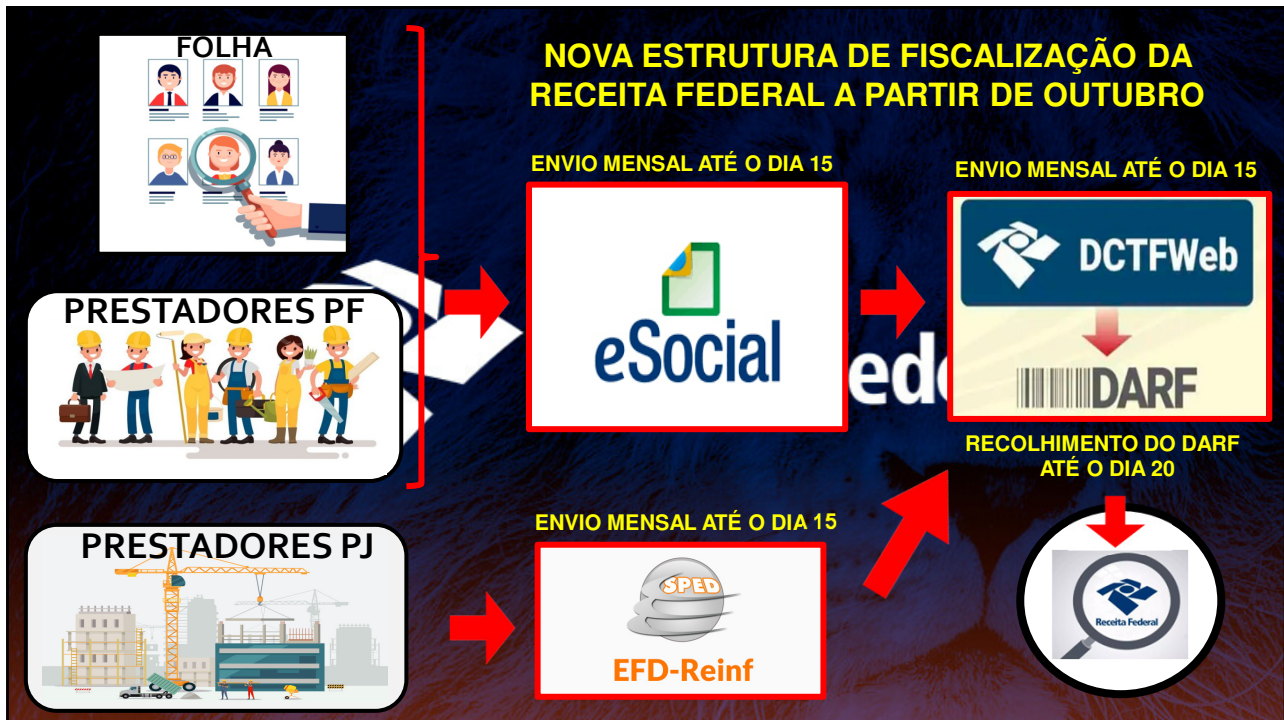 FOLHA
NOVA ESTRUTURA DE FISCALIZAÇÃO DA
RECEITA FEDERAL A PARTIR DE OUTUBRO
ENVIO MENSAL ATÉ O DIA 15
eSocial
ENVIO MENSAL ATÉ O DIA 15
DCTFWeb
DARF
RECOLHIMENTO DO DARF
ATÉ O DIA 20
Receita Federal
PRESTADORES PF
PRESTADORES PJ
ENVIO MENSAL ATÉ O DIA 15
SPED
EFD-Reinf